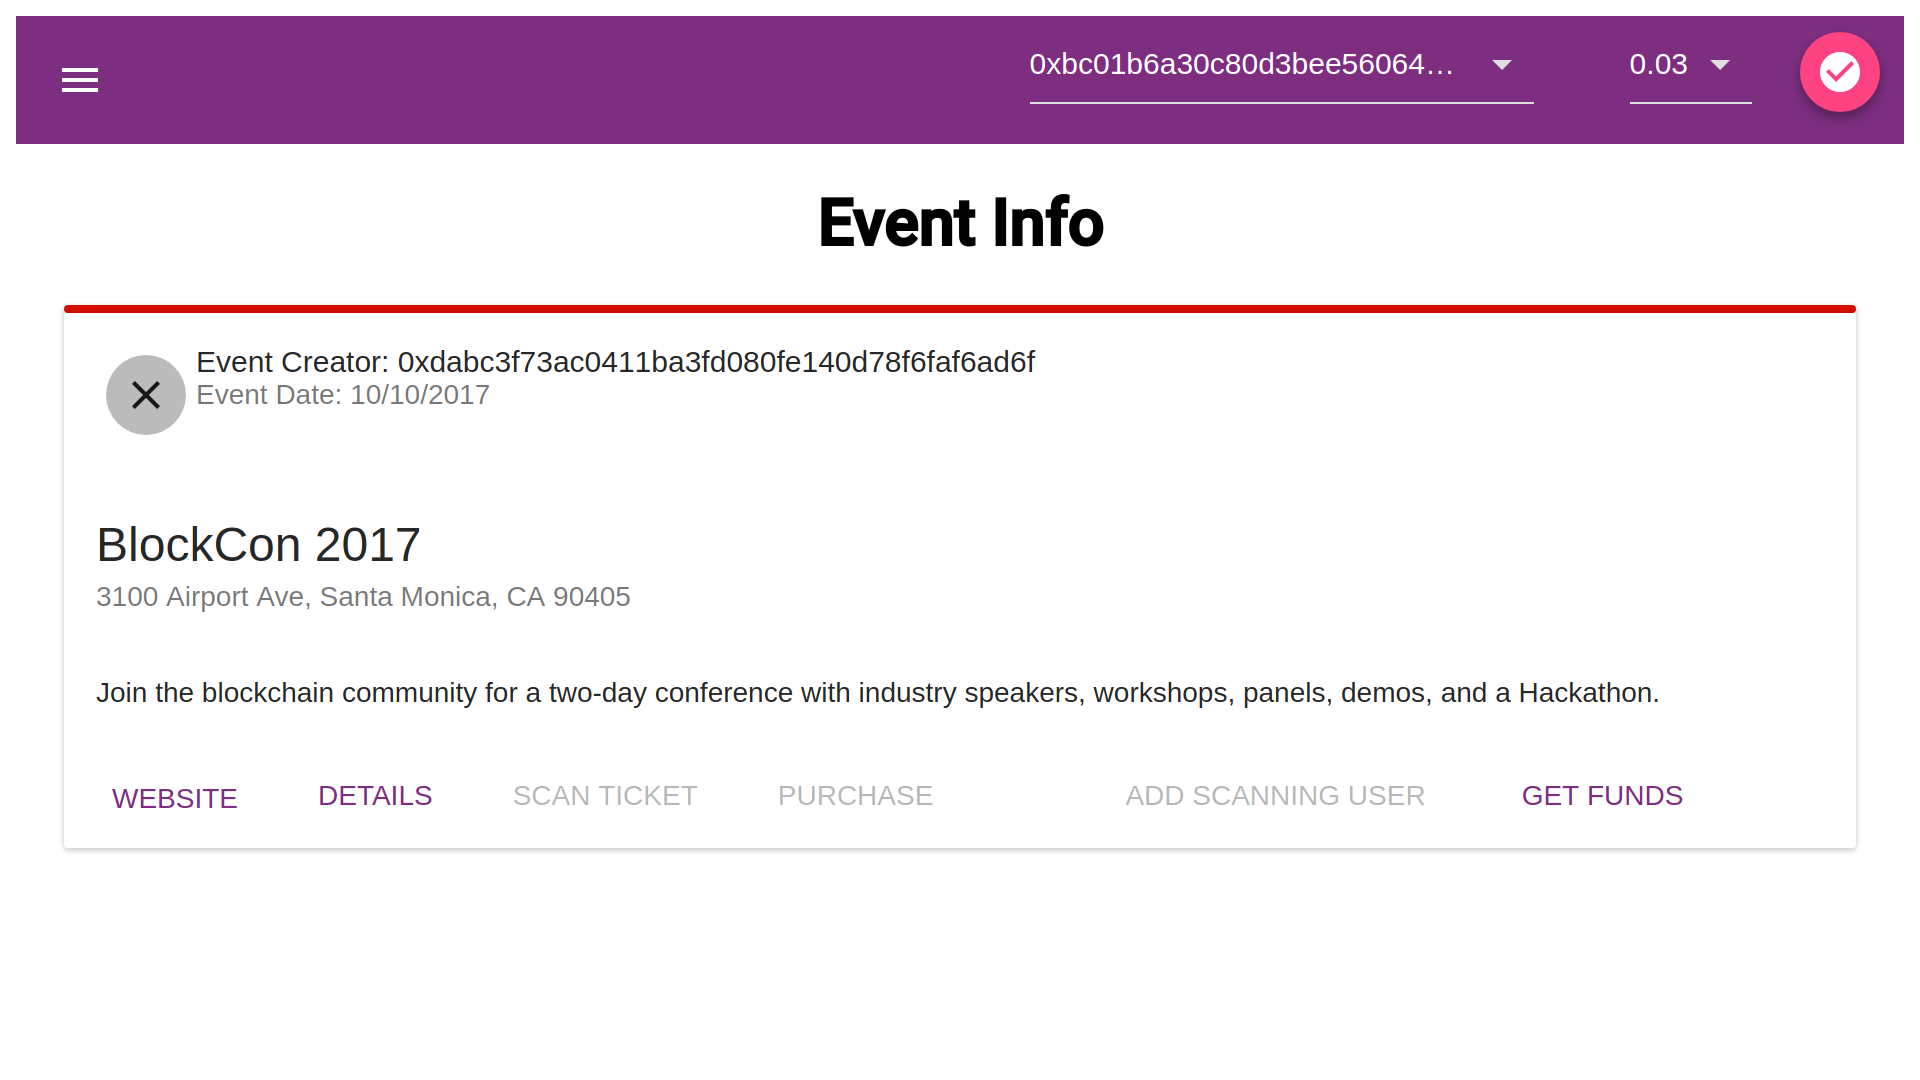 0xbc01b6a30c80d3bee56064...
0.03
Event Info
Event Creator: 0xdabc3f73ac0411ba3fd080fe140d78f6faf6ad6f
Event Date: 10/10/2017
BlockCon 2017
3100 Airport Ave, Santa Monica, CA 90405
Join the blockchain community for a two-day conference with industry speakers, workshops, panels, demos, and a Hackathon.
WEBSITE DETAILS SCAN TICKET PURCHASE ADD SCANNING USER GET FUNDS